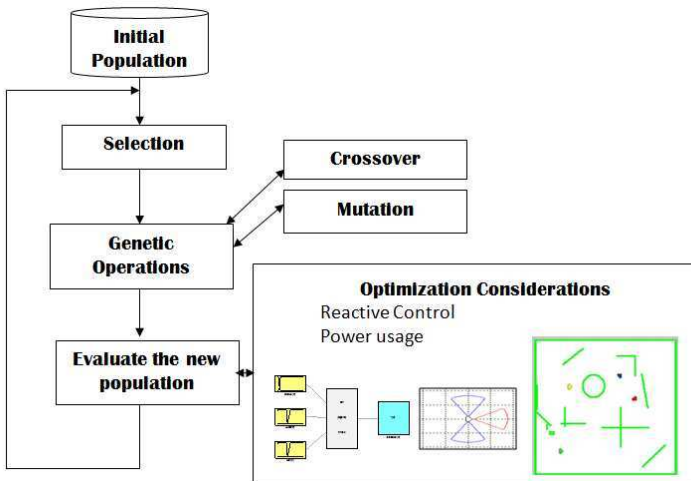 Initial
Population
Selection
Crossover
Mutation
Genetic
Operations
Optimization Considerations
Reactive Control
Power usage
Evaluate the new
population